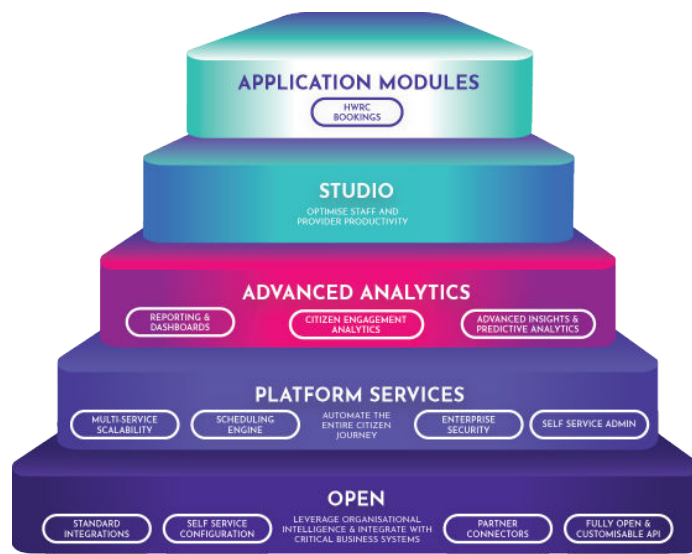 APPLICATION MODULES
HWRC
BOOKINGS
STUDIO
OPTIMISE STAFF AND
PROVIDER PRODUCTIVITY
ADVANCED ANALYTICS
REPORTING &
DASHBOARDS
CITIZEN ENGAGEMENT
ANALYTICS
ADVANCED INSIGHTS &
PREDICTIVE ANALYTICS
PLATFORM SERVICES
MULTI-SERVICE
SCALABILITY
SCHEDULING
ENGINE
AUTOMATE THE
ENTIRE CITIZEN
JOURNEY
ENTERPRISE
SECURITY
SELF SERVICE ADMIN
OPEN
STANDARD
INTEGRATIONS
SELF SERVICE
CONFIGURATION
LEVERAGE ORGANISATIONAL
INTELLIGENCE & INTEGRATE WITH
CRITICAL BUSINESS SYSTEMS
PARTNER
CONNECTORS
FULLY OPEN &
CUSTOMISABLE API